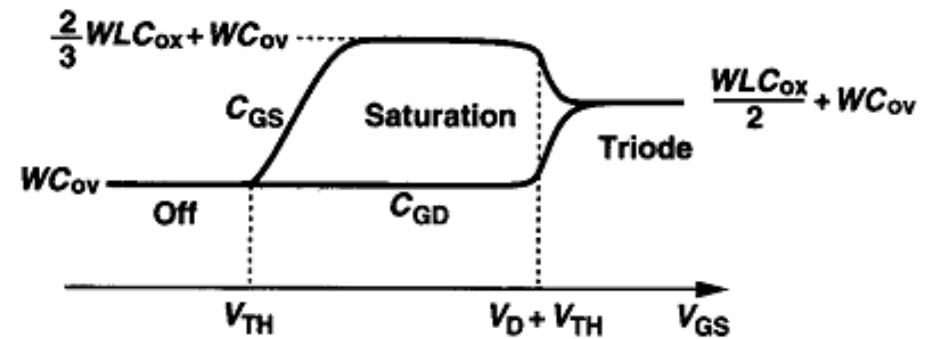 2/3 WLCox + WCov
CGS
Saturation
WLCox/2 + WCov
Triode
WCov
Off
CGD
VTH
VD + VTH
VGS